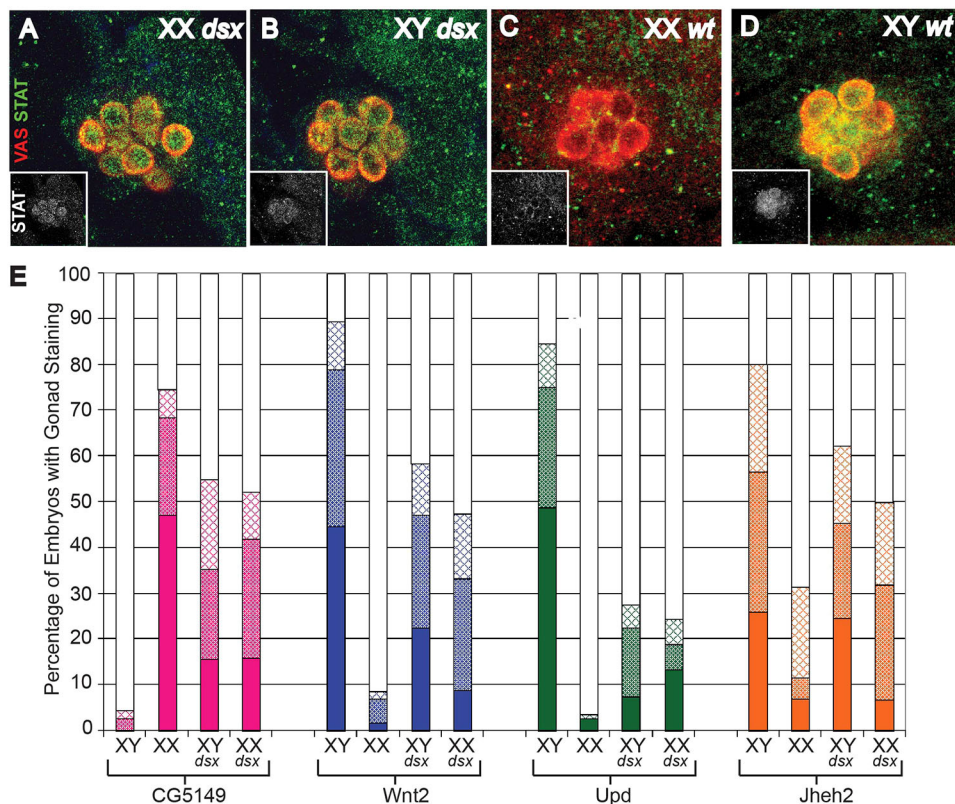 A XX dsx
B XY dsx
C XX wt
D XY wt
VAS STAT
STAT
E
Percentage of Embryos with Gonad Staining
100
90
80
70
60
50
40
30
20
10
0
XY XX XY dsx XX dsx
XY XX XY dsx XX dsx
XY XX XY dsx XX dsx
XY XX XY dsx XX dsx
CG5149 Wnt2 Upd Jheh2